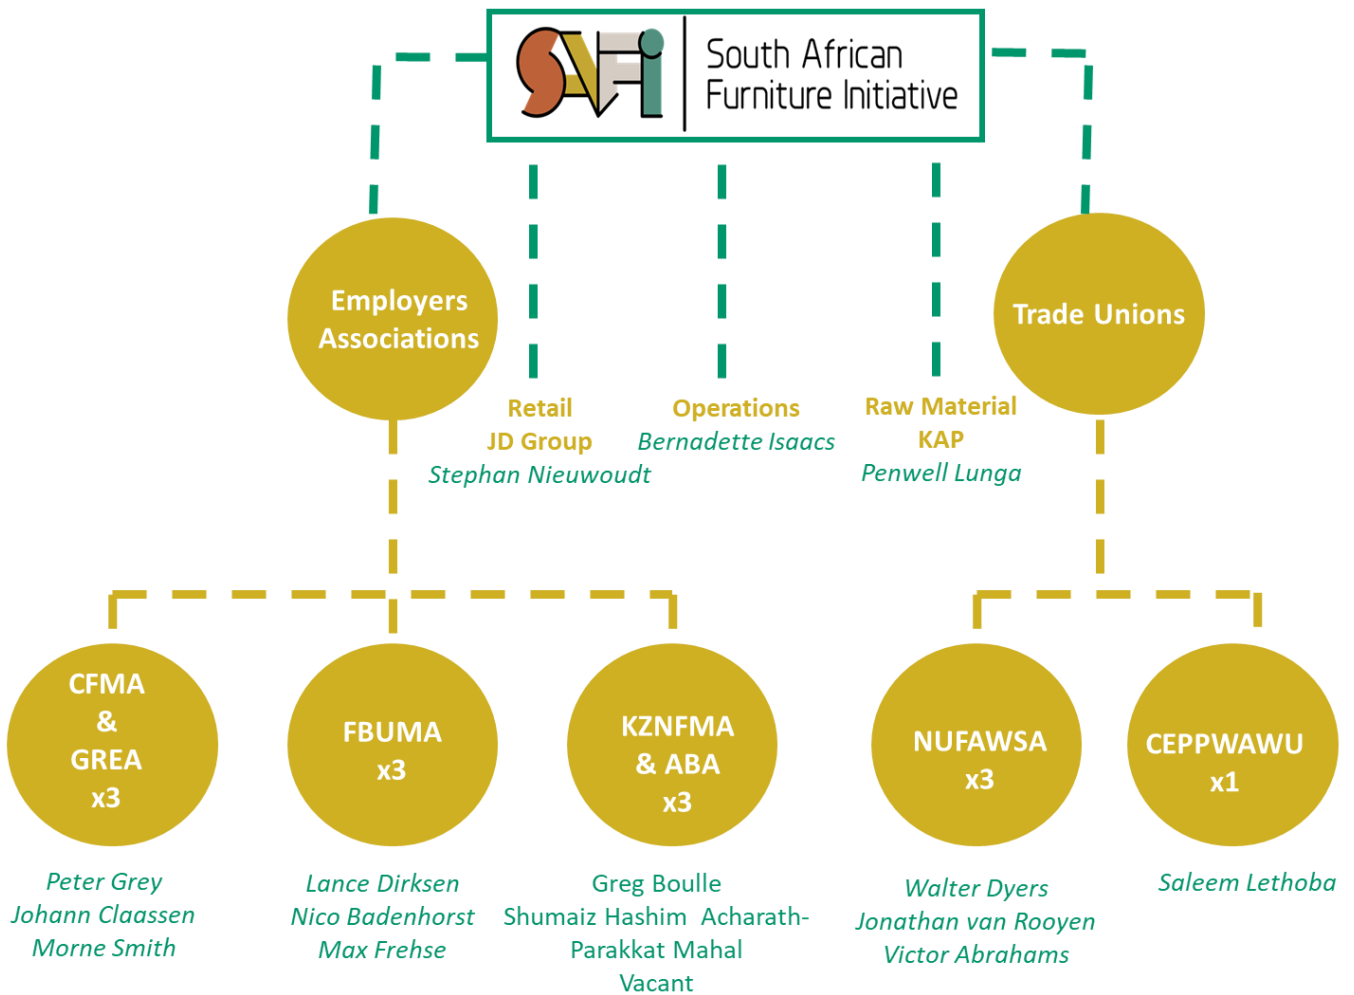 SAFI
South African
Furniture Initiative
Employers
Associations
Trade Unions
Retail
JD Group
Stephan Nieuwoudt
Operations
Bernadette Isaacs
Raw Material
KAP
Penwell Lunga
CFMA
&
GREA
x3
FBUMA
x3
KZNFMA
& ABA
x3
NUFAWSA
x3
CEPPWAWU
x1
Peter Grey
Johann Claassen
Morne Smith
Lance Dirksen
Nico Badenhorst
Max Frehse
Greg Boulle
Shumaiz Hashim Acharath-
Parakkat Mahal
Vacant
Walter Dyers
Jonathan van Rooyen
Victor Abrahams
Saleem Lethoba